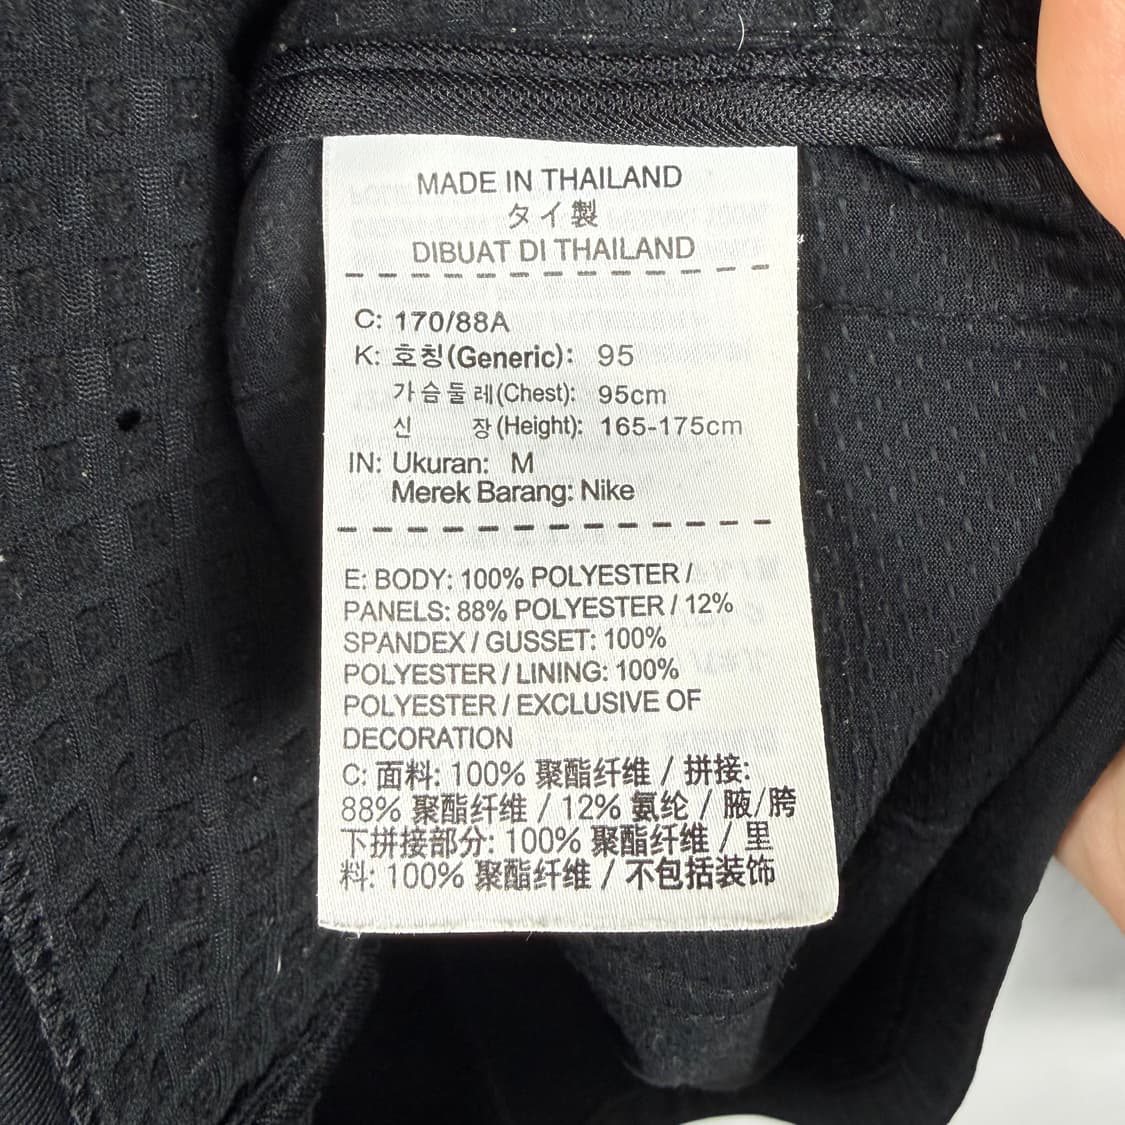 MADE IN THAILAND
タイ製
DIBUAT DI THAILAND
C: 170/88A
K: 호칭(Generic): 95
가슴둘레(Chest): 95cm
신 장(Height): 165-175cm
IN: Ukuran: M
Merek Barang: Nike
E: BODY: 100% POLYESTER /
PANELS: 88% POLYESTER / 12%
SPANDEX / GUSSET: 100%
POLYESTER / LINING: 100%
POLYESTER / EXCLUSIVE OF
DECORATION
C: 面料: 100% 聚酯纤维 / 拼接:
88% 聚酯纤维 / 12% 氨纶 / 腋/胯
下拼接部分: 100% 聚酯纤维 / 里
料: 100% 聚酯纤维 / 不包括装饰